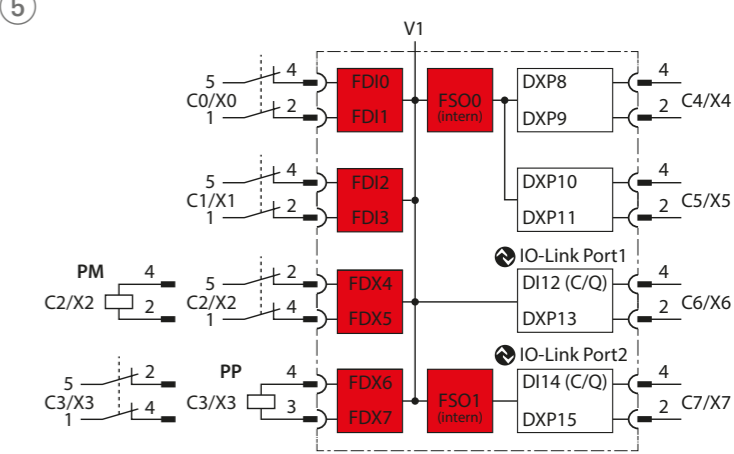 5
V1
5 4 FDI0 FSO0 DXP8 4
C0/X0 (intern) C4/X4
1 2 FDI1 DXP9 2
5 4 FDI2 DXP10 4
C1/X1 C5/X5
1 2 FDI3 DXP11 2
IO-Link Port1
PM 4 5 2 FDX4 DI12 (C/Q) 4
C2/X2 C2/X2 C6/X6
2 1 4 FDX5 DXP13 2
IO-Link Port2
5 2 PP 4 FDX6 FSO1 DI14 (C/Q) 4
C3/X3 C3/X3 (intern) C7/X7
1 4 3 FDX7 DXP15 2